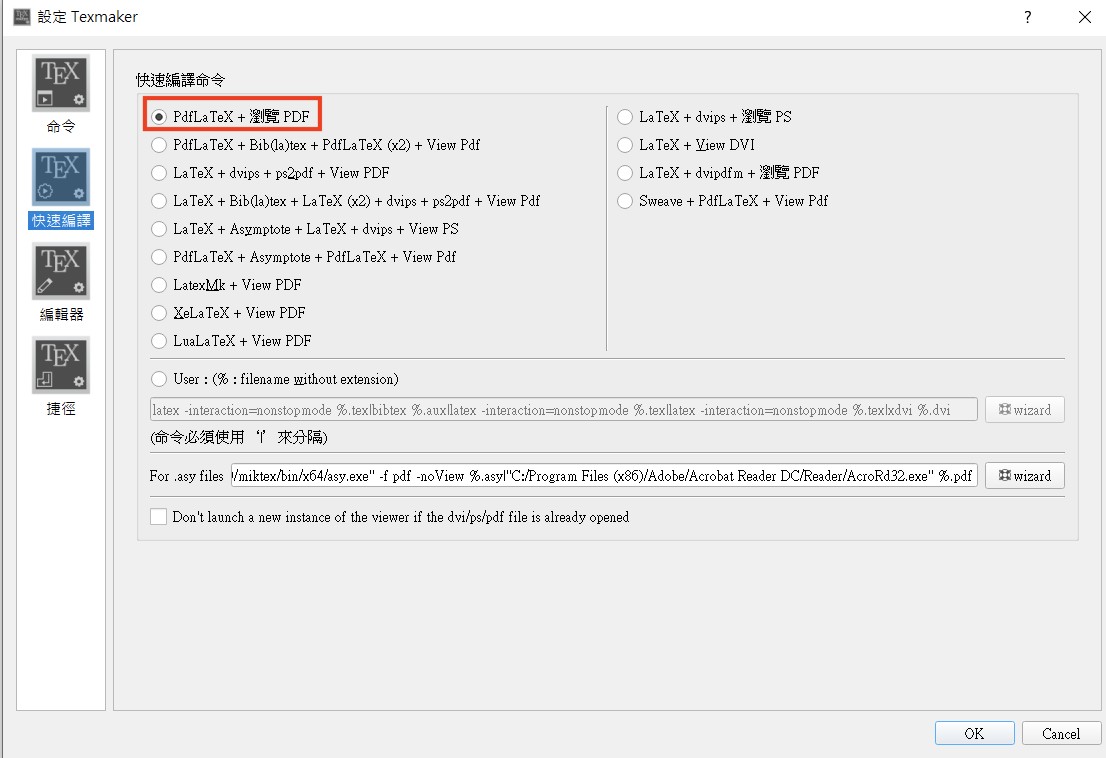 設定 Texmaker
?
命令
快速編譯
編輯器
捷徑
快速編譯命令
PdfLaTeX + 瀏覽 PDF
PdfLaTeX + Bib(la)tex + PdfLaTeX (x2) + View Pdf
LaTeX + dvips + ps2pdf + View PDF
LaTeX + Bib(la)tex + LaTeX (x2) + dvips + ps2pdf + View Pdf
LaTeX + Asymptote + LaTeX + dvips + View PS
PdfLaTeX + Asymptote + PdfLaTeX + View Pdf
LatexMk + View PDF
XeLaTeX + View PDF
LuaLaTeX + View PDF
LaTeX + dvips + 瀏覽 PS
LaTeX + View DVI
LaTeX + dvipdfm + 瀏覽 PDF
Sweave + PdfLaTeX + View Pdf
User : (% : filename without extension)
latex -interaction=nonstopmode %.tex|bibtex %.aux|latex -interaction=nonstopmode %.tex|latex -interaction=nonstopmode %.tex|xdvi %.dvi
wizard
(命令必須使用 '|' 來分隔)
For .asy files
/miktex/bin/x64/asy.exe" -f pdf -noView %.asy|"C:/Program Files (x86)/Adobe/Acrobat Reader DC/Reader/AcroRd32.exe" %.pdf
wizard
Don't launch a new instance of the viewer if the dvi/ps/pdf file is already opened
OK
Cancel